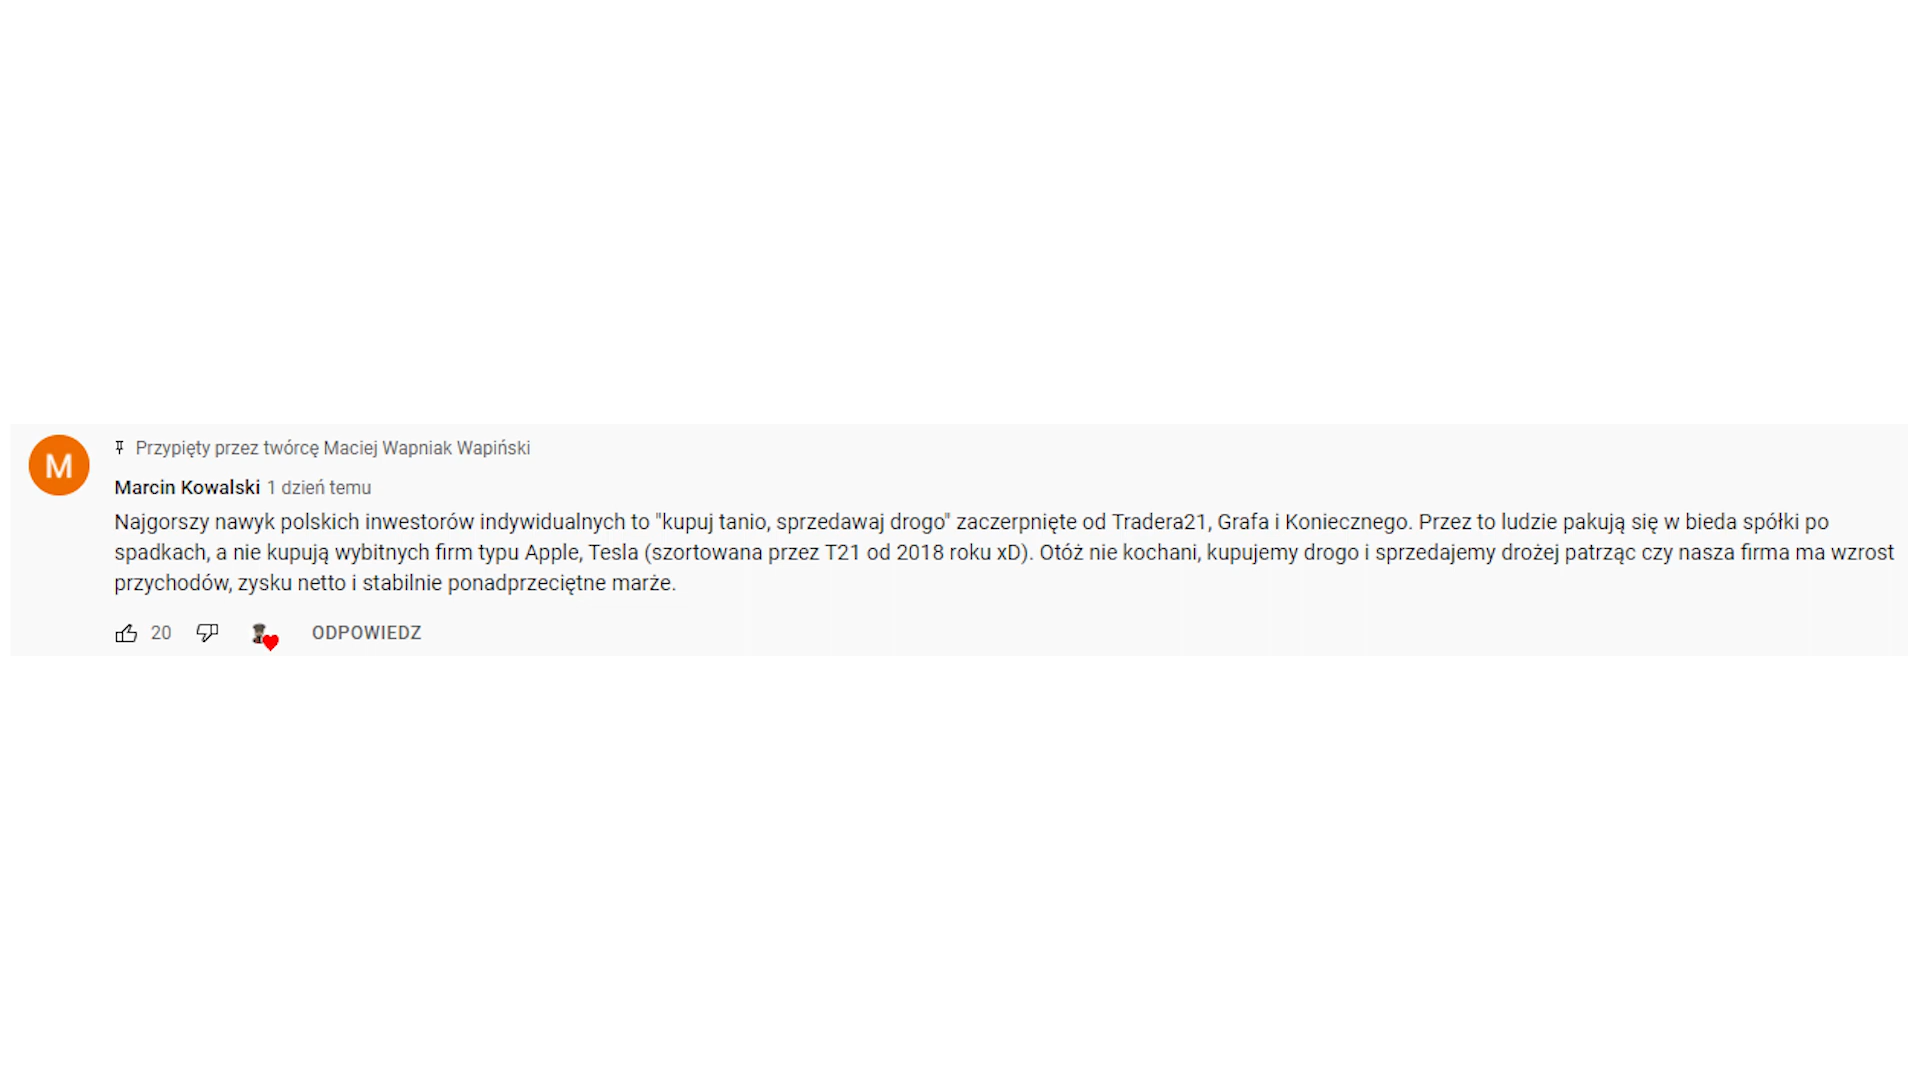 M
Przypięty przez twórcę Maciej Wapniak Wapiński
Marcin Kowalski 1 dzień temu
Najgorszy nawyk polskich inwestorów indywidualnych to "kupuj tanio, sprzedawaj drogo" zaczerpnięte od Tradera21, Grafa i Koniecznego. Przez to ludzie pakują się w bieda spółki po
spadkach, a nie kupują wybitnych firm typu Apple, Tesla (szortowana przez T21 od 2018 roku xD). Otóż nie kochani, kupujemy drogo i sprzedajemy drożej patrząc czy nasza firma ma wzrost
przychodów, zysku netto i stabilnie ponadprzeciętne marże.
20 ODPOWIEDZ